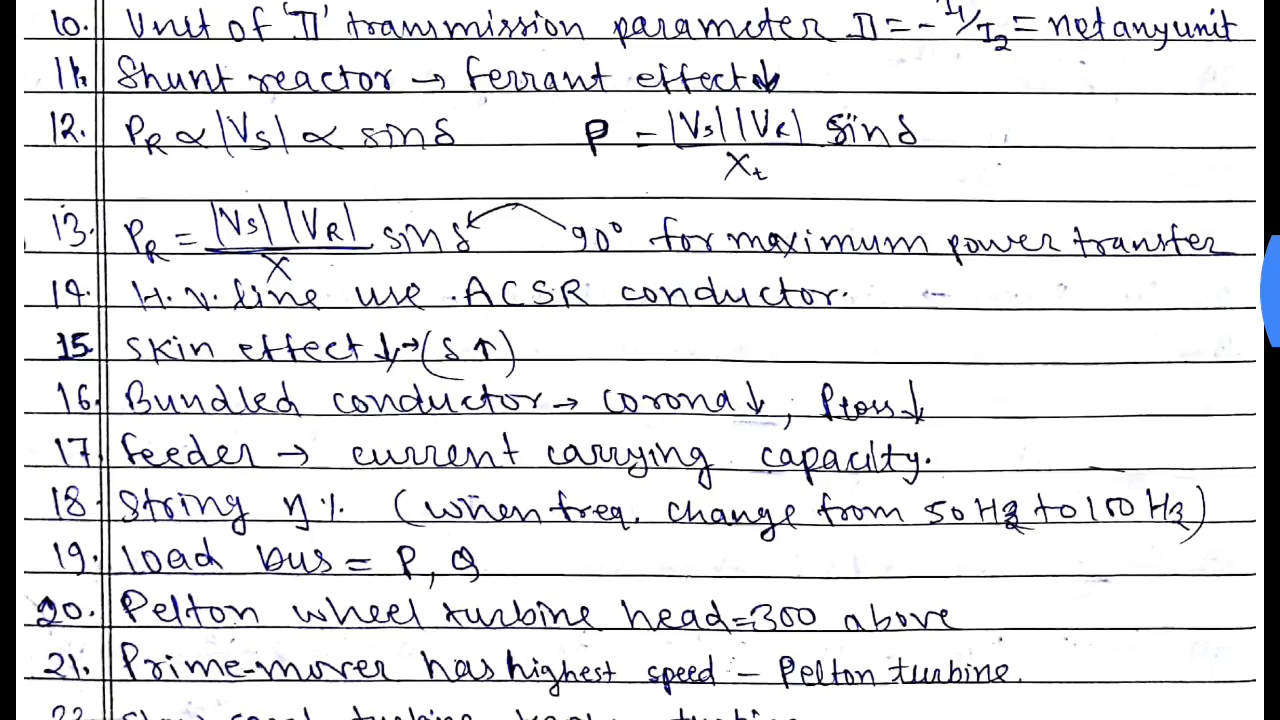 10. Unit of 'D' transmission parameter D = - I1/I2 = not any unit
11. Shunt reactor → ferrant effect ↓
12. PR ∝ |Vs| ∝ sin δ P = |Vs| |VR| / Xt sin δ
13. PR = |Vs| |VR| / X sin δ 90° for maximum power transfer
14. H.V. line use ACSR conductor.
15. Skin effect ↓ → (δ ↑)
16. Bundled conductor → corona ↓, Ploss ↓
17. feeder → current carrying capacity.
18. String η%. (when freq. change from 50 Hz to 100 Hz)
19. load bus = P, Q
20. Pelton wheel turbine head = 300 above
21. Prime-mover has highest speed - Pelton turbine.